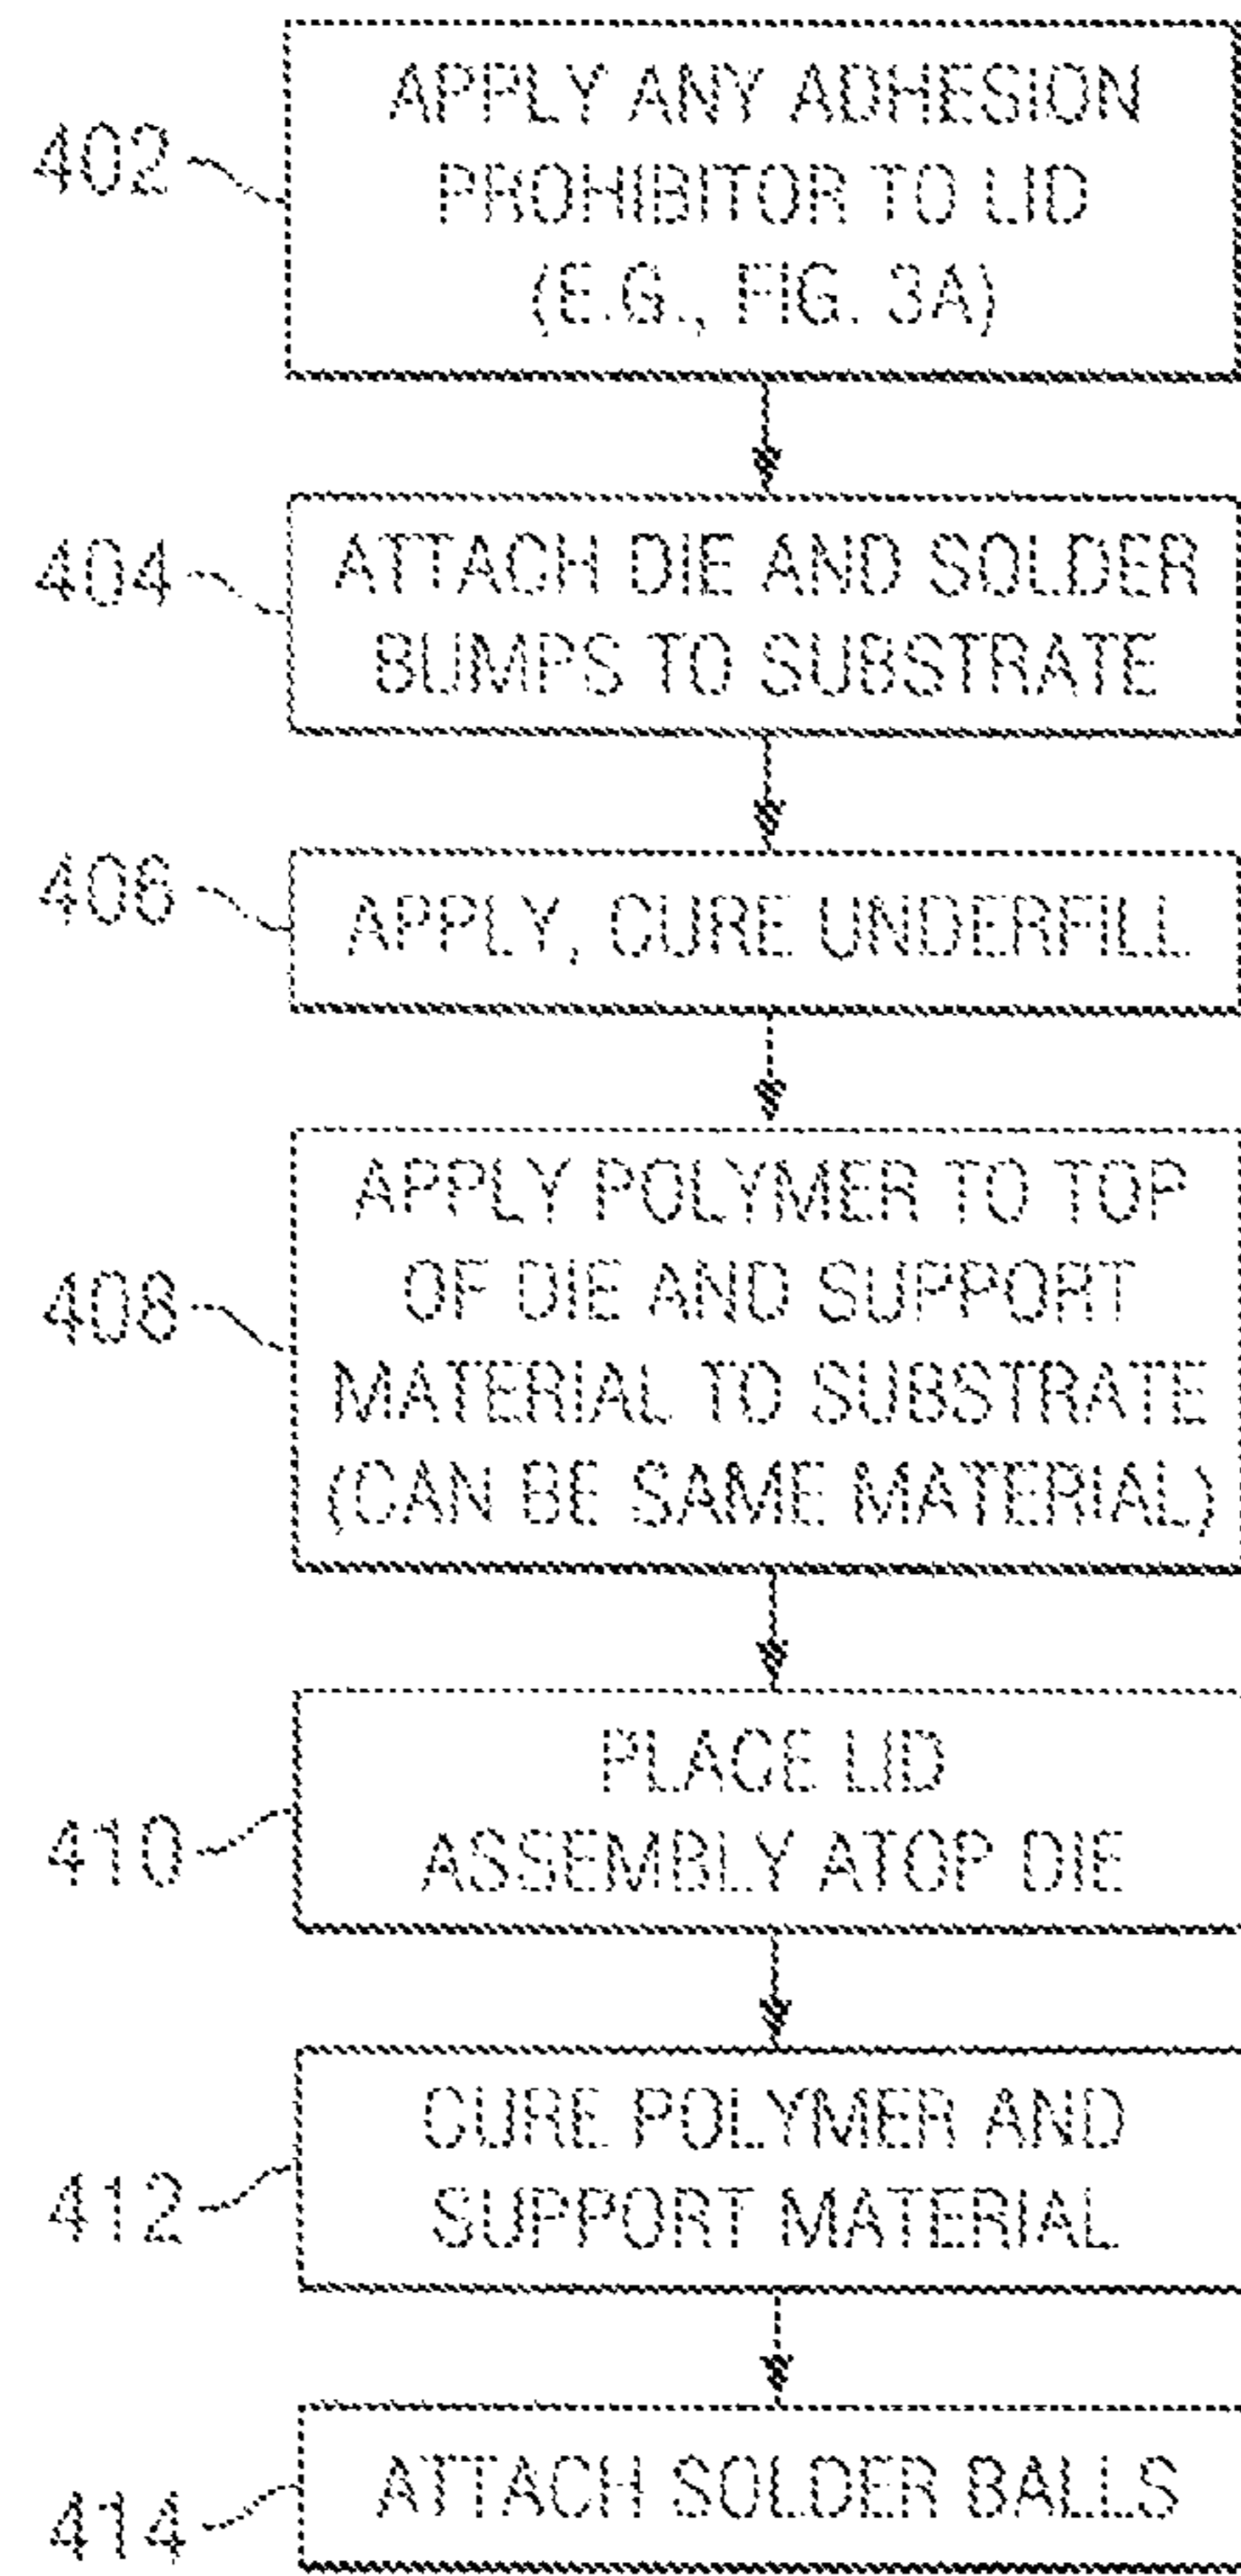 402
APPLY ANY ADHESION
PROHIBITOR TO LID
(E.G., FIG. 3A)
404
ATTACH DIE AND SOLDER
BUMPS TO SUBSTRATE
406
APPLY, CURE UNDERFILL
408
APPLY POLYMER TO TOP
OF DIE AND SUPPORT
MATERIAL TO SUBSTRATE
(CAN BE SAME MATERIAL)
410
PLACE LID
ASSEMBLY ATOP DIE
412
CURE POLYMER AND
SUPPORT MATERIAL
414
ATTACH SOLDER BALLS